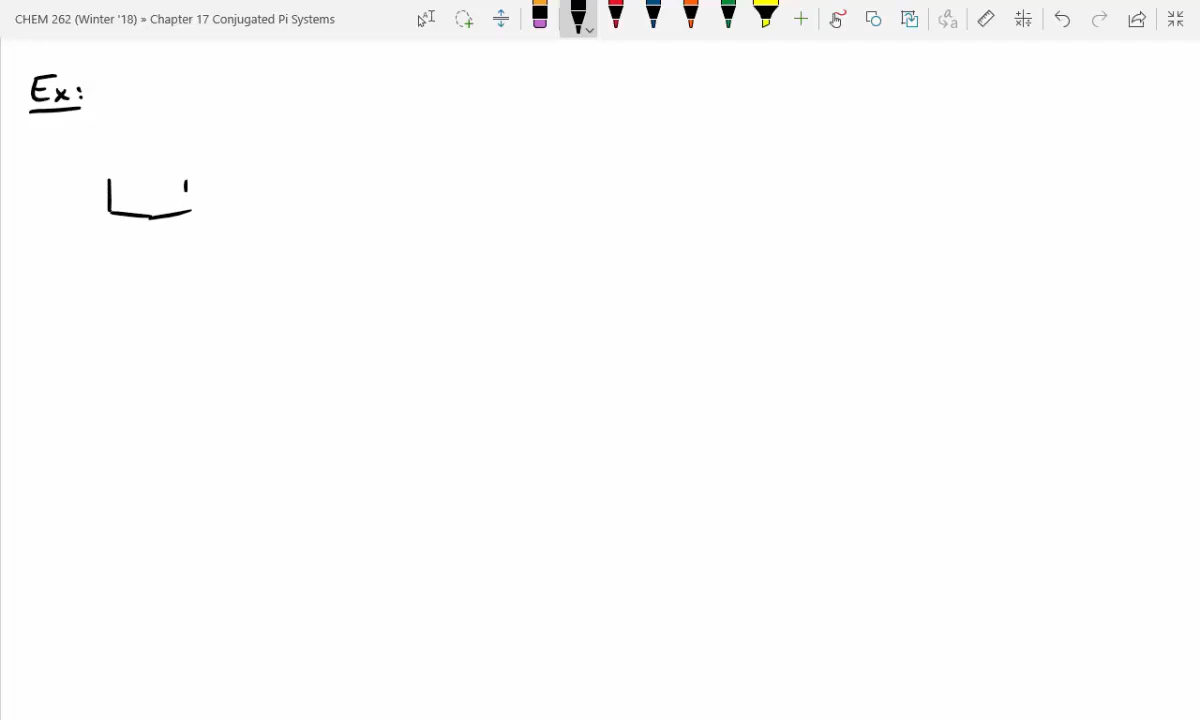 CHEM 262 (Winter '18) » Chapter 17 Conjugated Pi Systems
Ex: